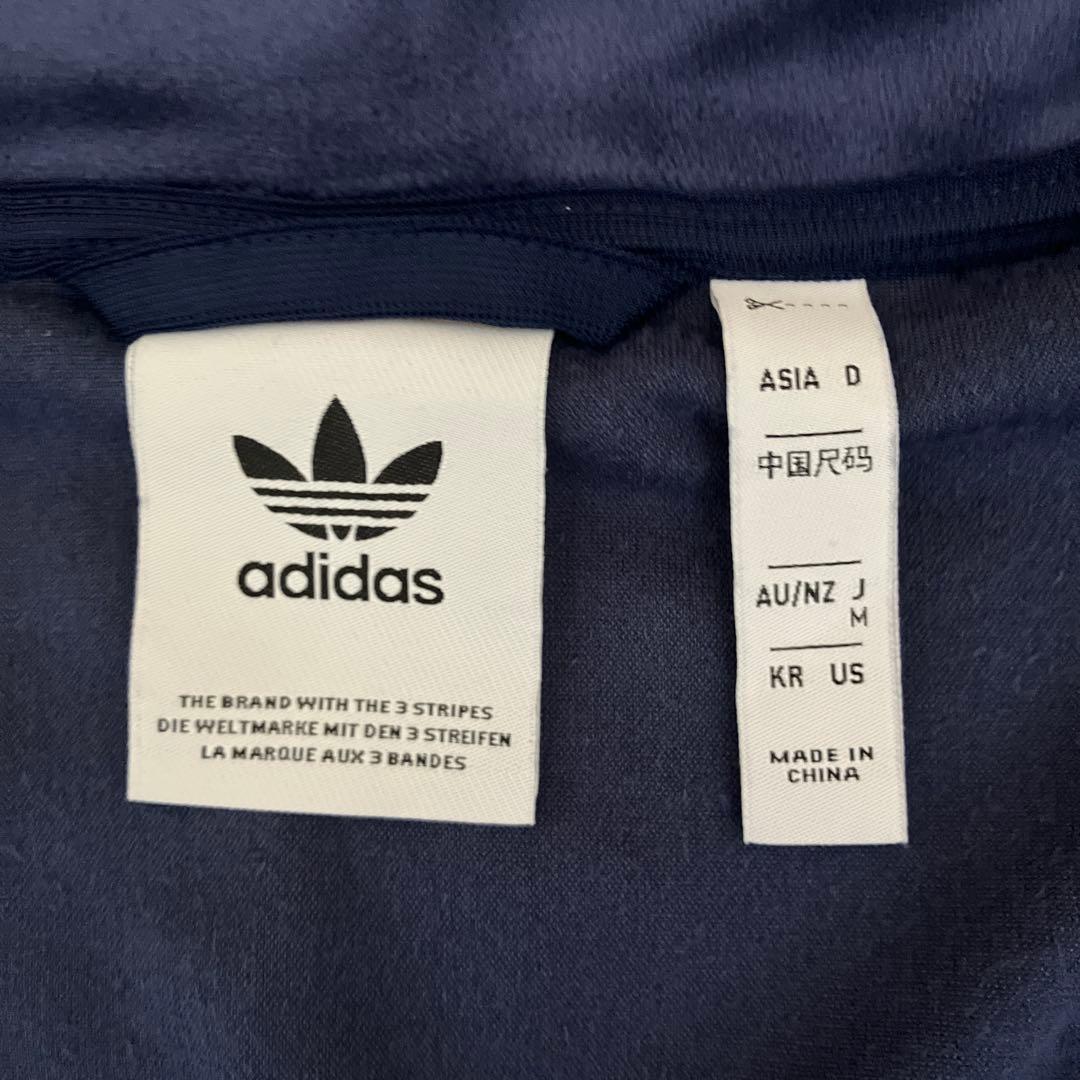 adidas
THE BRAND WITH THE 3 STRIPES
DIE WELTMARKE MIT DEN 3 STREIFEN
LA MARQUE AUX 3 BANDES
ASIA D
中国尺码
AU/NZ J
M
KR US
MADE IN
CHINA